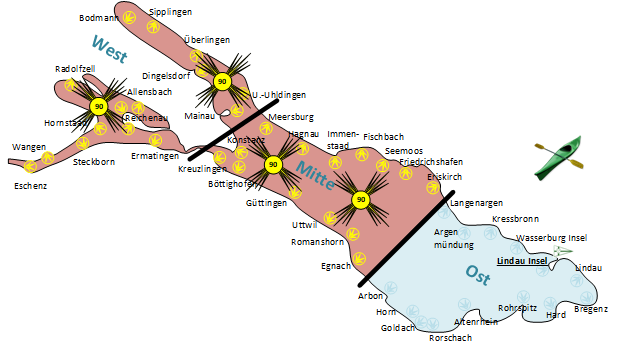 Sipplingen
Bodmann
West
Überlingen
Radolfzell
Dingelsdorf
90
Allensbach
U.-Uhldingen
90
Mainau
Meersburg
Hornstaad
Reichenau
Hagnau
Immen-
staad
Fischbach
Wangen
Konstanz
Seemoos
Steckborn
Ermatingen
Kreuzlingen
90
Friedrichshafen
Eschenz
Böttighofen
Mitte
Eriskirch
Güttingen
90
Langenargen
Uttwil
Kressbronn
Argen
mündung
Romanshorn
Wasserburg Insel
Egnach
Lindau Insel
Lindau
Ost
Arbon
Horn
Rohrspitz
Bregenz
Goldach
Altenrhein
Hard
Rorschach